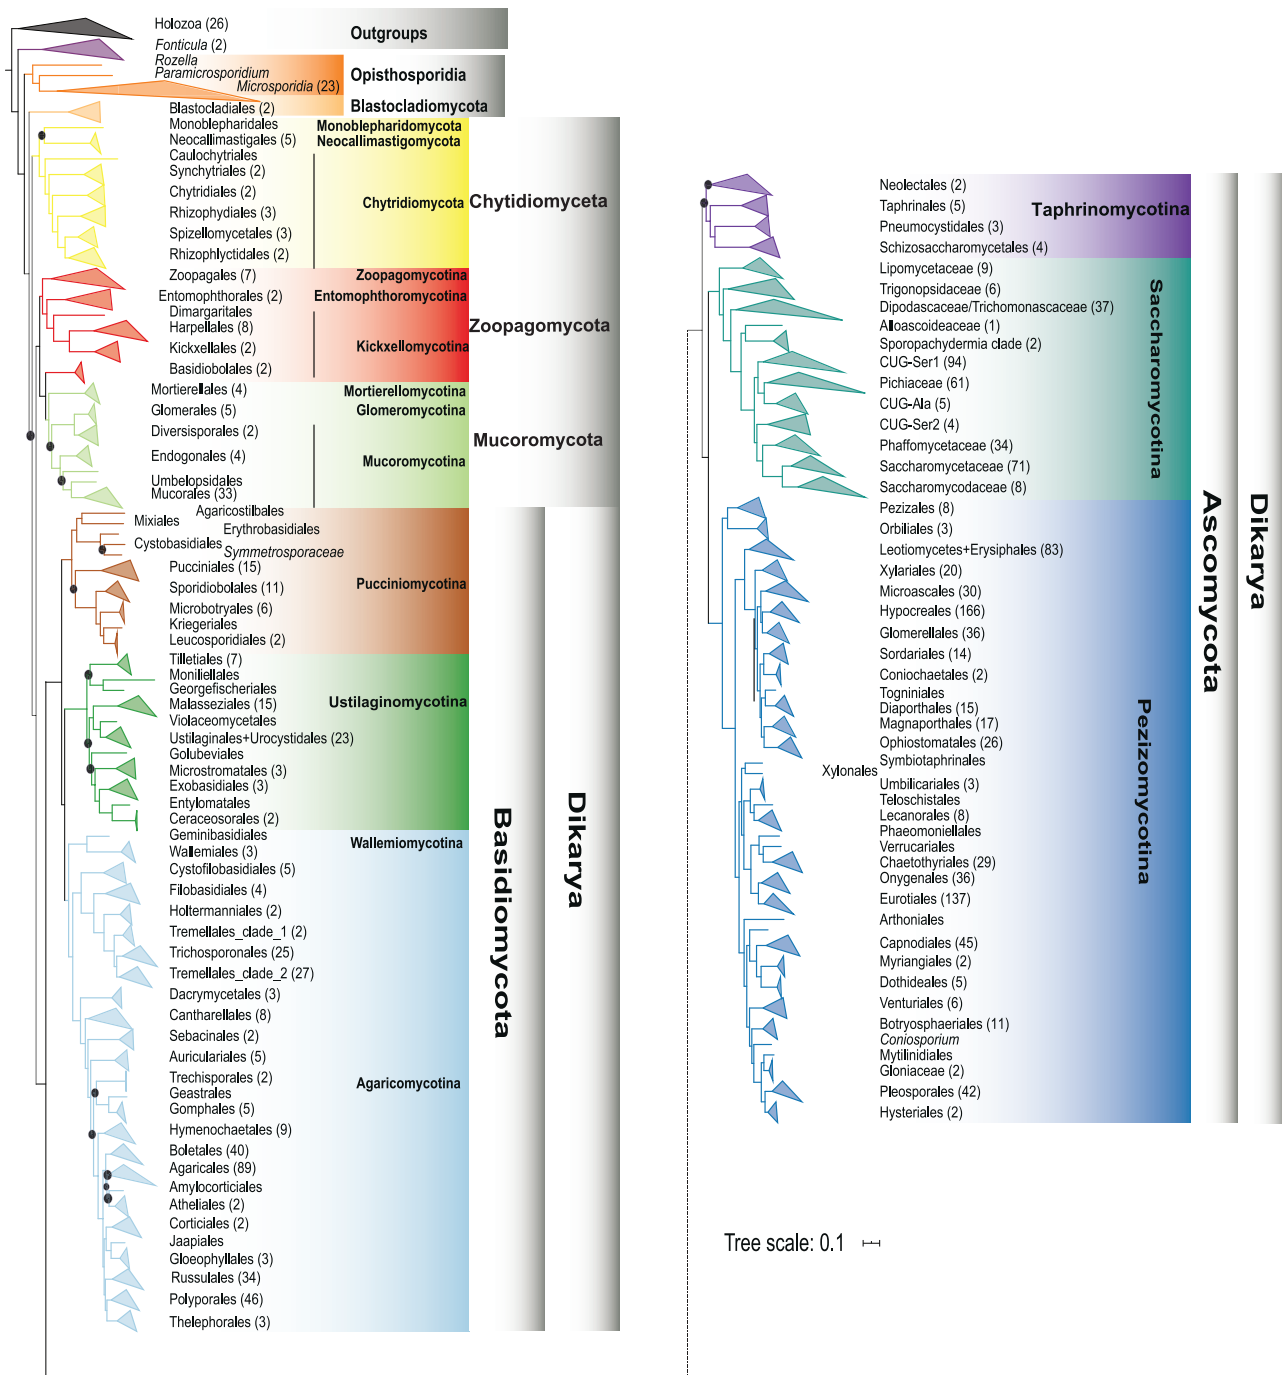 Holozoa (26)
Outgroups
Fonticula (2)
Rozella
Paramicrosporidium
Opisthosporidia
Microsporidia (23)
Blastocladiales (2)
Blastocladiomycota
Monoblepharidales
Monoblepharidomycota
Neocallimastigales (5)
Neocallimastigomycota
Caulochytriales
Synchytriales (2)
Chytridiales (2)
Chytridiomycota
Chytidiomyceta
Rhizophydiales (3)
Spizellomycetales (3)
Rhizophlyctidales (2)
Zoopagales (7)
Zoopagomycotina
Entomophthorales (2)
Entomophthoromycotina
Dimargaritales
Zoopagomycota
Harpellales (8)
Kickxellales (2)
Kickxellomycotina
Basidiobolales (2)
Mortierellales (4)
Mortierellomycotina
Glomerales (5)
Glomeromycotina
Diversisporales (2)
Mucoromycota
Endogonales (4)
Mucoromycotina
Umbelopsidales
Mucorales (33)
Agaricostilbales
Mixiales
Erythrobasidiales
Cystobasidiales
Symmetrosporaceae
Pucciniales (15)
Sporidiobolales (11)
Pucciniomycotina
Microbotryales (6)
Kriegeriales
Leucosporidiales (2)
Tilletiales (7)
Moniliellales
Georgefischeriales
Malasseziales (15)
Ustilaginomycotina
Violaceomycetales
Ustilaginales+Urocystidales (23)
Golubeviales
Microstromatales (3)
Exobasidiales (3)
Entylomatales
Ceraceosorales (2)
Geminibasidiales
Wallemiomycotina
Wallemiales (3)
Cystofilobasidiales (5)
Filobasidiales (4)
Holtermanniales (2)
Tremellales_clade_1 (2)
Trichosporonales (25)
Tremellales_clade_2 (27)
Dacrymycetales (3)
Cantharellales (8)
Sebacinales (2)
Auriculariales (5)
Trechisporales (2)
Agaricomycotina
Geastrales
Gomphales (5)
Hymenochaetales (9)
Boletales (40)
Agaricales (89)
Amylocorticiales
Atheliales (2)
Corticiales (2)
Jaapiales
Gloeophyllales (3)
Russulales (34)
Polyporales (46)
Thelephorales (3)
Basidiomycota
Dikarya
Neolectales (2)
Taphrinales (5)
Taphrinomycotina
Pneumocystidales (3)
Schizosaccharomycetales (4)
Lipomycetaceae (9)
Trigonopsidaceae (6)
Dipodascaceae/Trichomonascaceae (37)
Alloascoideaceae (1)
Sporopachydermia clade (2)
CUG-Ser1 (94)
Pichiaceae (61)
CUG-Ala (5)
CUG-Ser2 (4)
Phaffomycetaceae (34)
Saccharomycetaceae (71)
Saccharomycodaceae (8)
Saccharomycotina
Pezizales (8)
Orbiliales (3)
Leotiomycetes+Erysiphales (83)
Xylariales (20)
Microascales (30)
Hypocreales (166)
Glomerellales (36)
Sordariales (14)
Coniochaetales (2)
Togniniales
Diaporthales (15)
Magnaporthales (17)
Ophiostomatales (26)
Symbiotaphrinales
Xylonales
Umbilicariales (3)
Teloschistales
Lecanorales (8)
Phaeomoniellales
Verrucariales
Chaetothyriales (29)
Onygenales (36)
Eurotiales (137)
Arthoniales
Capnodiales (45)
Myriangiales (2)
Dothideales (5)
Venturiales (6)
Botryosphaeriales (11)
Coniosporium
Mytilinidiales
Gloniaceae (2)
Pleosporales (42)
Hysteriales (2)
Pezizomycotina
Ascomycota
Dikarya
Tree scale: 0.1